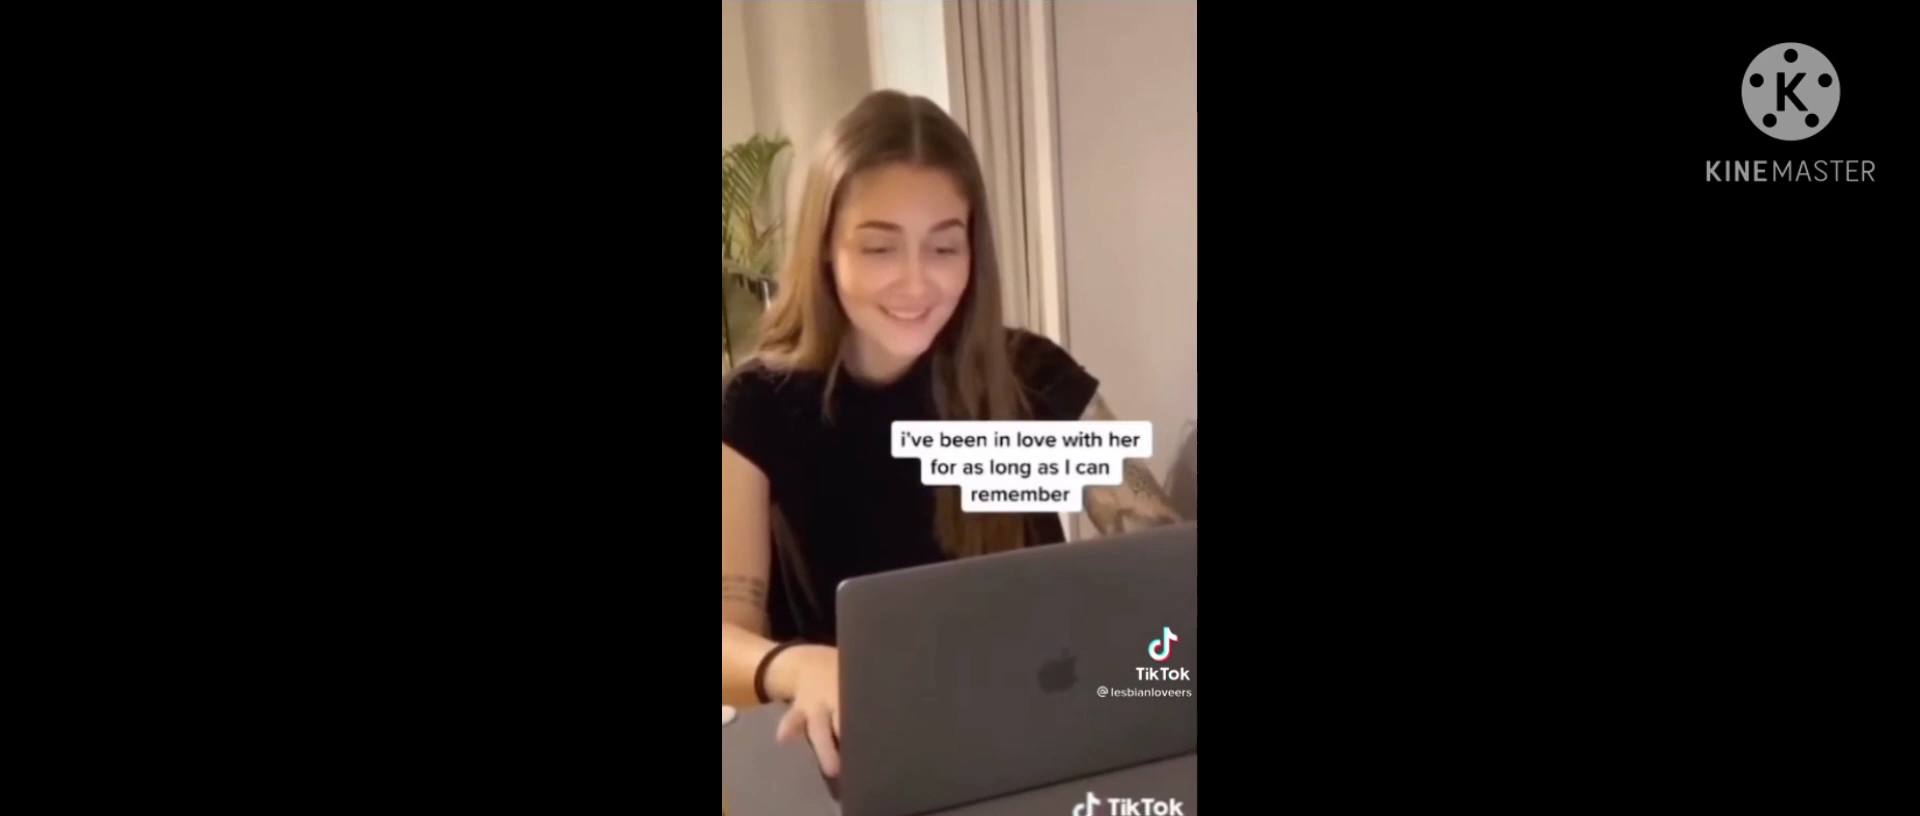 K
KINEMASTER
i've been in love with her
for as long as I can
remember
TikTok
@lesbianloveers
TikTok